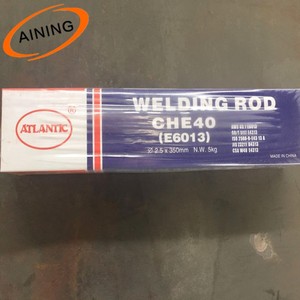 AINING
ATLANTIC
WELDING ROD
CHE40
(E6013)
Ø 2.5 x 350mm N.W. 5kg
MADE IN CHINA